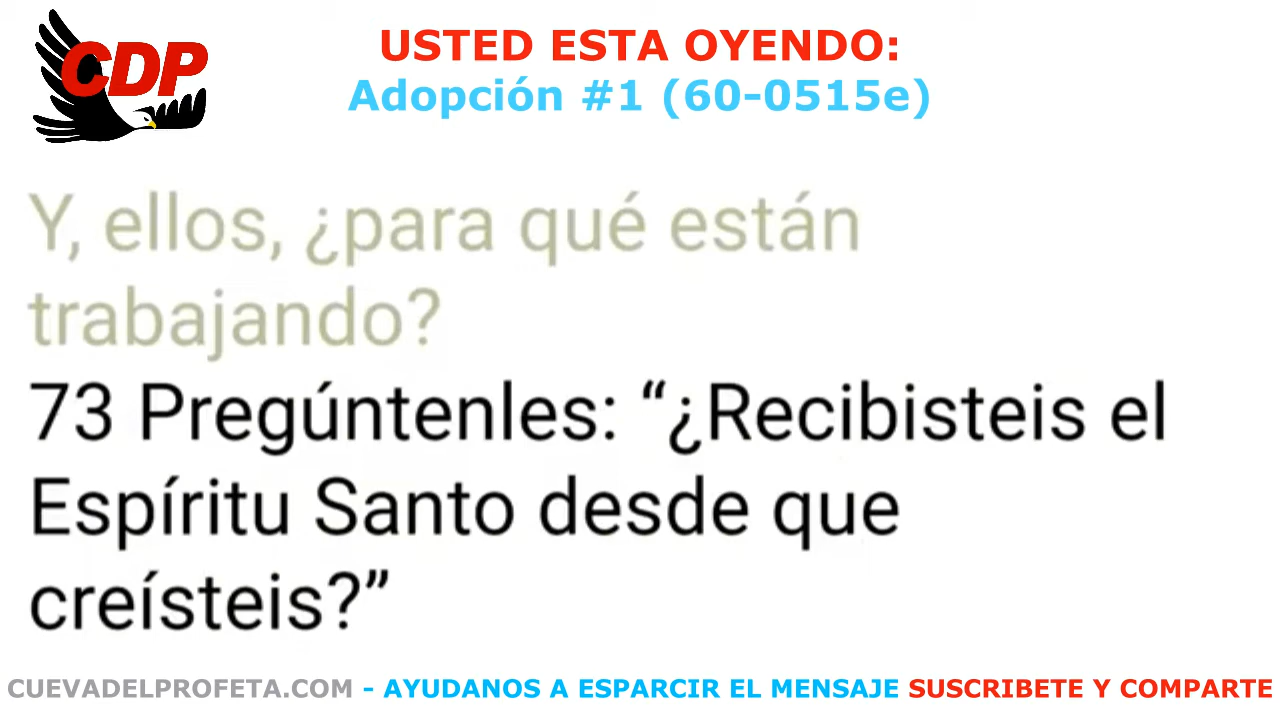 CDP
USTED ESTA OYENDO:
Adopción #1 (60-0515e)
Y, ellos, ¿para qué están
trabajando?
73 Pregúntenles: “¿Recibisteis el
Espíritu Santo desde que
creísteis?”
CUEVADELPROFETA.COM - AYUDANOS A ESPARCIR EL MENSAJE SUSCRIBETE Y COMPARTE